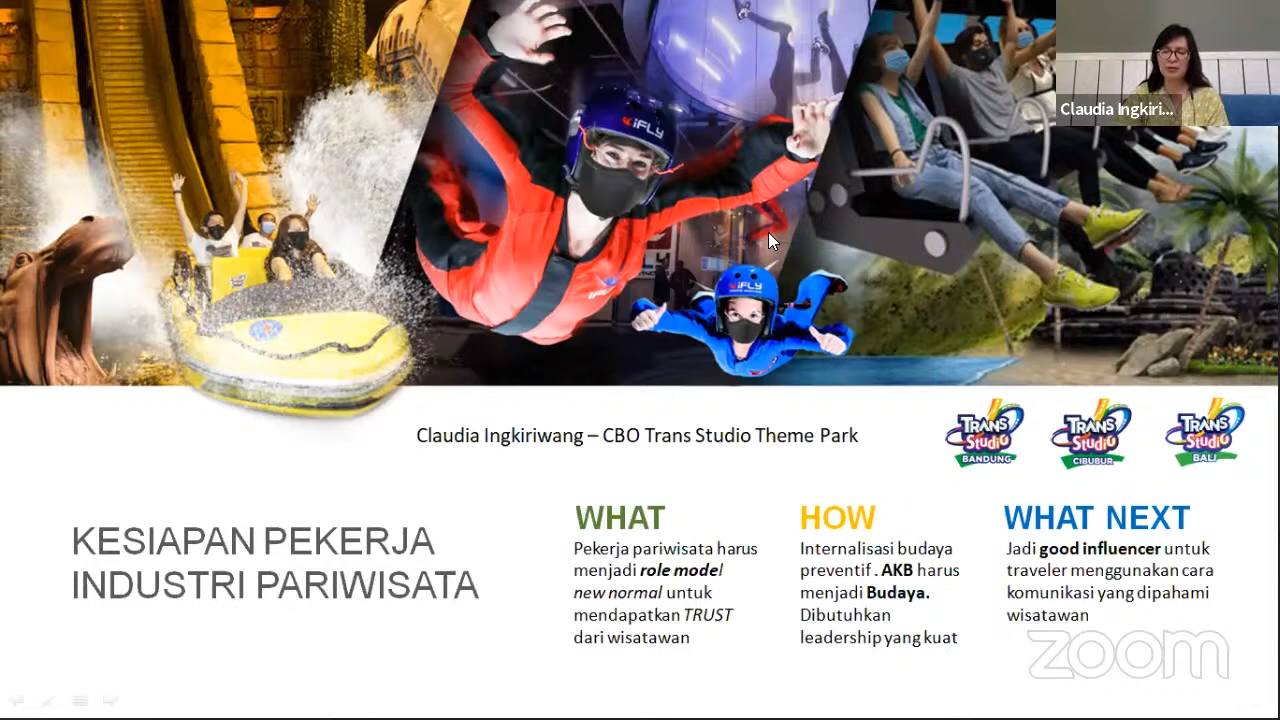 Claudia Ingkiri...
iFLY
iFLY
Claudia Ingkiriwang – CBO Trans Studio Theme Park
TRANS
Studio
BANDUNG
TRANS
Studio
CIBUBUR
TRANS
Studio
BALI
KESIAPAN PEKERJA
INDUSTRI PARIWISATA
WHAT
Pekerja pariwisata harus
menjadi role model
new normal untuk
mendapatkan TRUST
dari wisatawan
HOW
Internalisasi budaya
preventif . AKB harus
menjadi Budaya.
Dibutuhkan
leadership yang kuat
WHAT NEXT
Jadi good influencer untuk
traveler menggunakan cara
komunikasi yang dipahami
wisatawan
zoom